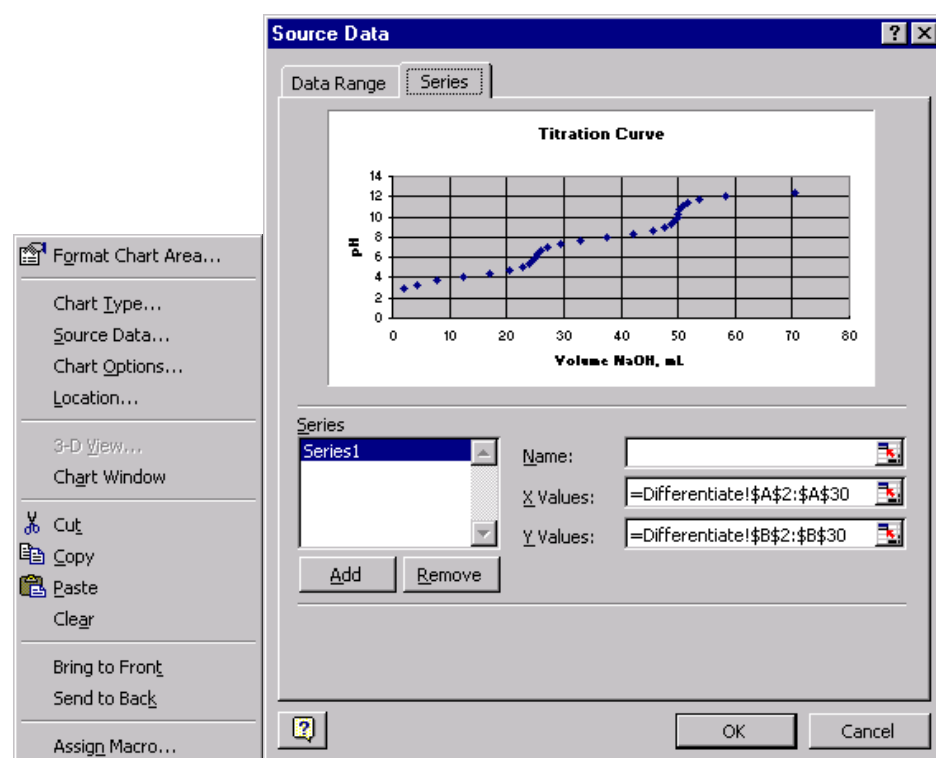 Source Data
Data Range
Series
Titration Curve
pH
14
12
10
8
6
4
2
0
0 10 20 30 40 50 60 70 80
Volume NaOH, mL
Series
Series1
Name:
X Values: =Differentiate!$A$2:$A$30
Y Values: =Differentiate!$B$2:$B$30
Add
Remove
OK
Cancel
Format Chart Area...
Chart Type...
Source Data...
Chart Options...
Location...
3-D View...
Chart Window
Cut
Copy
Paste
Clear
Bring to Front
Send to Back
Assign Macro...